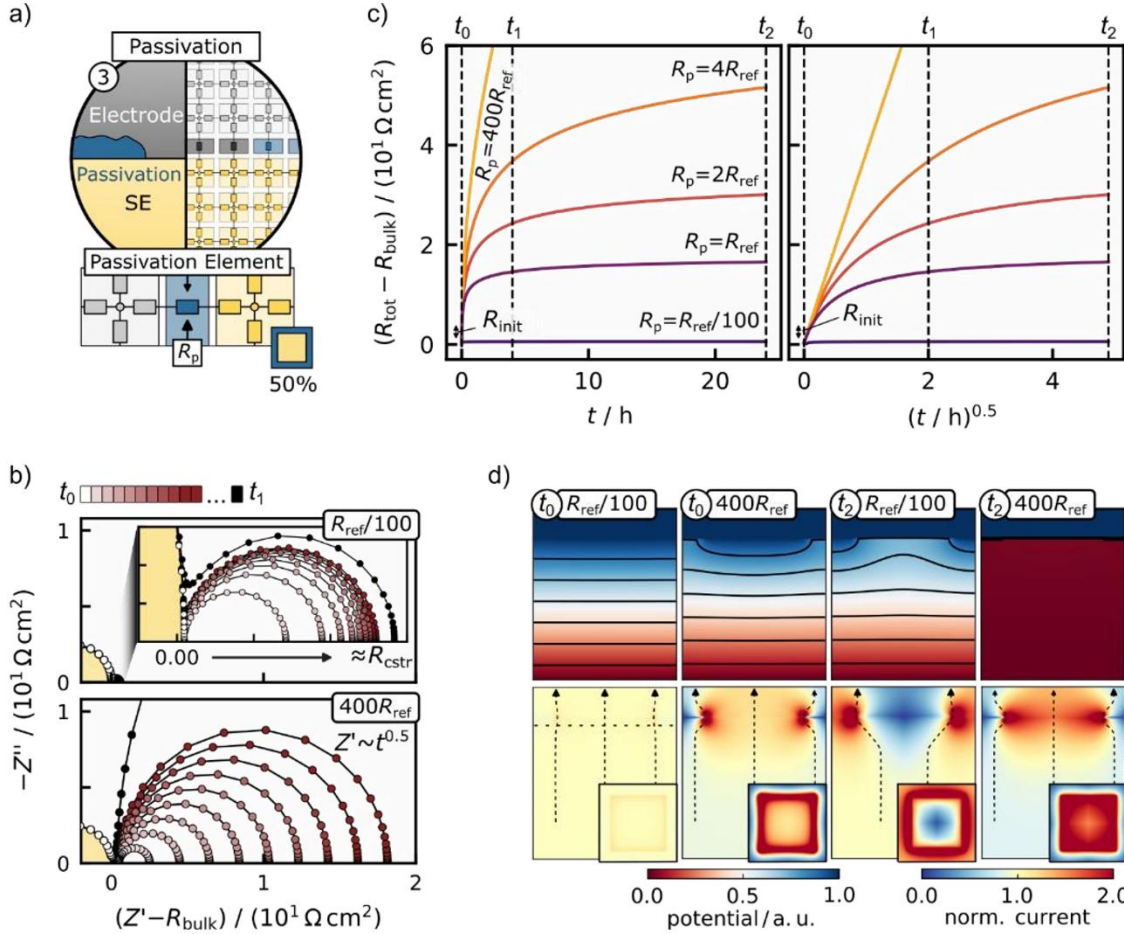 a)
Passivation
3
Electrode
Passivation
SE
Passivation Element
R_p
50%
b)
t_0 ... t_1
R_ref/100
0.00 ≈R_cstr
400R_ref
Z'~t^0.5
-Z'' / (10^1 Ω cm^2)
1
0
1
0
0 1 2
(Z'−R_bulk) / (10^1 Ω cm^2)
c)
t_0 t_1 t_2
t_0 t_1 t_2
(R_tot − R_bulk) / (10^1 Ω cm^2)
6
4
2
0
R_p=400R_ref
R_p=4R_ref
R_p=2R_ref
R_p=R_ref
R_p=R_ref/100
R_init
R_init
0 10 20
t / h
0 2 4
(t / h)^0.5
d)
t_0 R_ref/100
t_0 400R_ref
t_2 R_ref/100
t_2 400R_ref
0.0 0.5 1.0
potential/a. u.
0.0 1.0 2.0
norm. current